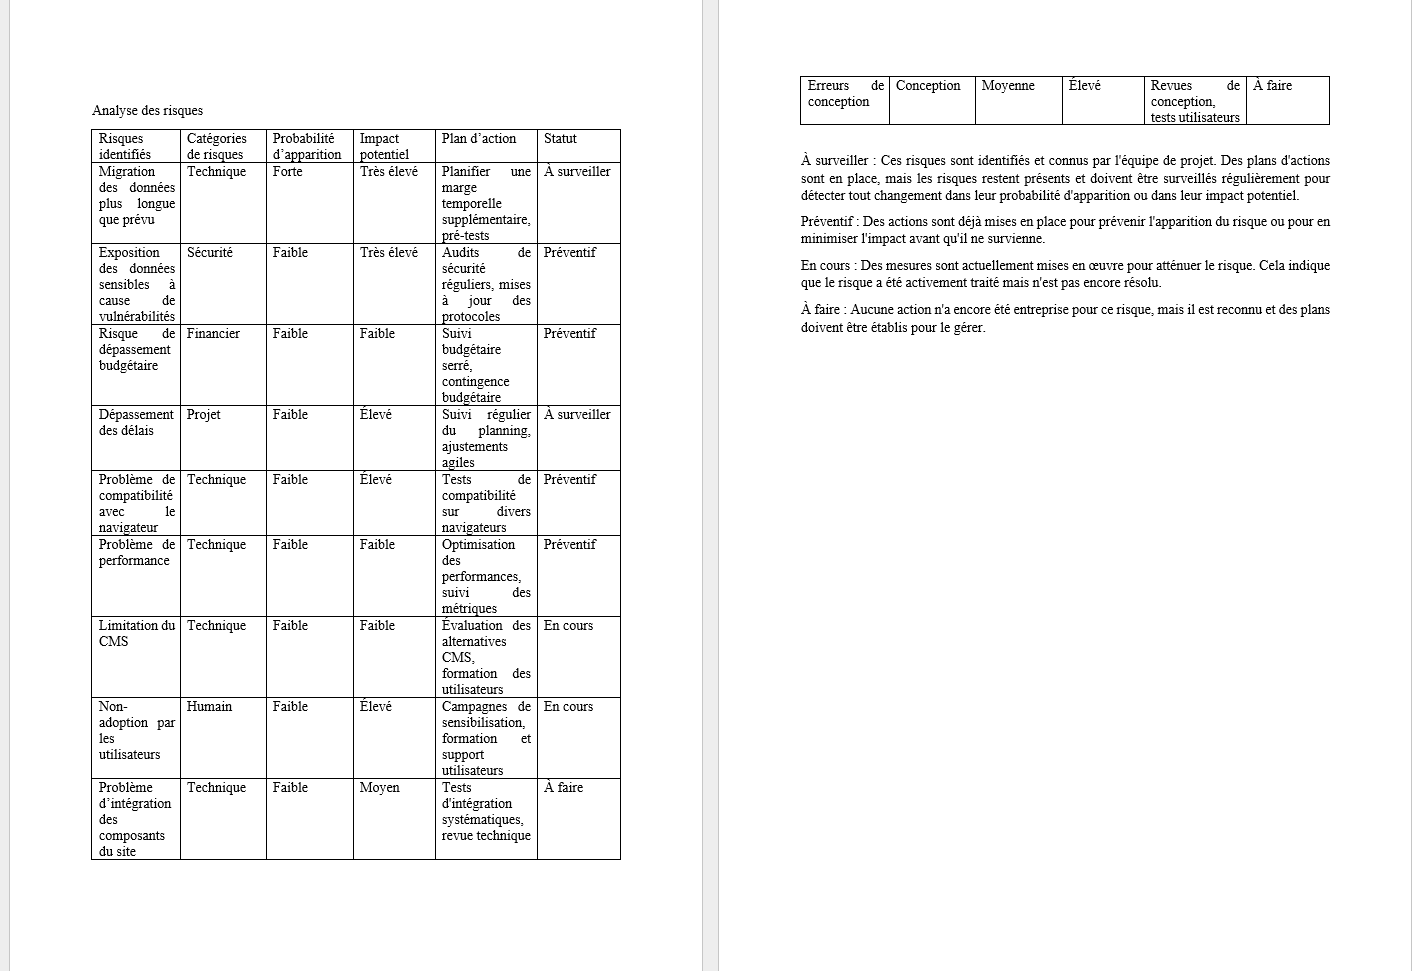 Analyse des risques
Risques identifiés | Catégories de risques | Probabilité d’apparition | Impact potentiel | Plan d’action | Statut
Migration des données plus longue que prévu | Technique | Forte | Très élevé | Planifier une marge temporelle supplémentaire, pré-tests | À surveiller
Exposition des données sensibles à cause de vulnérabilités | Sécurité | Faible | Très élevé | Audits de sécurité réguliers, mises à jour des protocoles | Préventif
Risque de dépassement budgétaire | Financier | Faible | Faible | Suivi budgétaire serré, contingence budgétaire | Préventif
Dépassement des délais | Projet | Faible | Élevé | Suivi régulier du planning, ajustements agiles | À surveiller
Problème de compatibilité avec le navigateur | Technique | Faible | Élevé | Tests de compatibilité sur divers navigateurs | Préventif
Problème de performance | Technique | Faible | Faible | Optimisation des performances, suivi des métriques | Préventif
Limitation du CMS | Technique | Faible | Faible | Évaluation des alternatives CMS, formation des utilisateurs | En cours
Non-adoption par les utilisateurs | Humain | Faible | Élevé | Campagnes de sensibilisation, formation et support utilisateurs | En cours
Problème d’intégration des composants du site | Technique | Faible | Moyen | Tests d'intégration systématiques, revue technique | À faire
Erreurs de conception | Conception | Moyenne | Élevé | Revues de conception, tests utilisateurs | À faire
À surveiller : Ces risques sont identifiés et connus par l'équipe de projet. Des plans d'actions
sont en place, mais les risques restent présents et doivent être surveillés régulièrement pour
détecter tout changement dans leur probabilité d'apparition ou dans leur impact potentiel.
Préventif : Des actions sont déjà mises en place pour prévenir l'apparition du risque ou pour en
minimiser l'impact avant qu'il ne survienne.
En cours : Des mesures sont actuellement mises en œuvre pour atténuer le risque. Cela indique
que le risque a été activement traité mais n'est pas encore résolu.
À faire : Aucune action n'a encore été entreprise pour ce risque, mais il est reconnu et des plans
doivent être établis pour le gérer.